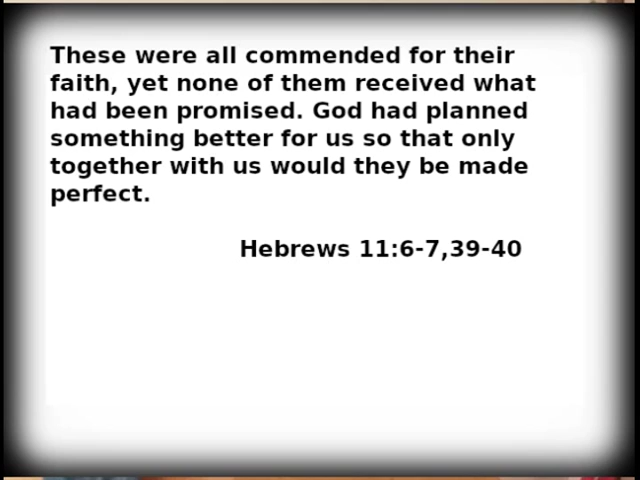 These were all commended for their
faith, yet none of them received what
had been promised. God had planned
something better for us so that only
together with us would they be made
perfect.
Hebrews 11:6-7,39-40